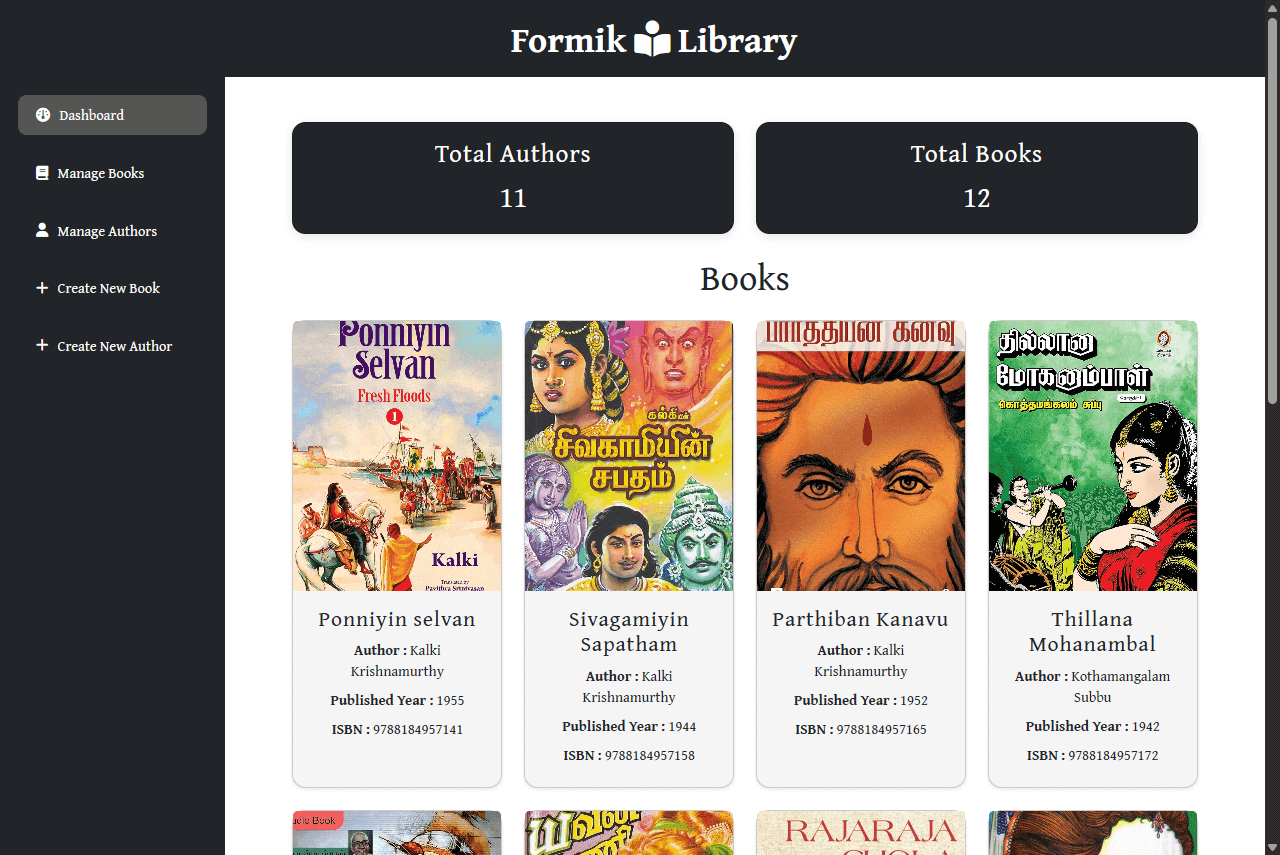 Formik Library
Dashboard
Manage Books
Manage Authors
Create New Book
Create New Author
Total Authors
11
Total Books
12
Books
Ponniyin
Selvan
Fresh Floods
1
Kalki
Translated by
Pavithra Srinivasan
Ponniyin selvan
Author : Kalki
Krishnamurthy
Published Year : 1955
ISBN : 9788184957141
கல்கியின்
சிவகாமியின்
சபதம்
Sivagamiyin
Sapatham
Author : Kalki
Krishnamurthy
Published Year : 1944
ISBN : 9788184957158
பார்த்திபன் கனவு
Parthiban Kanavu
Author : Kalki
Krishnamurthy
Published Year : 1952
ISBN : 9788184957165
தில்லானா
மோகனாம்பாள்
கொத்தமங்கலம் சுப்பு
Thillana
Mohanambal
Author : Kothamangalam
Subbu
Published Year : 1942
ISBN : 9788184957172
Audio Book
யவன
RAJARAJA
CHOLA